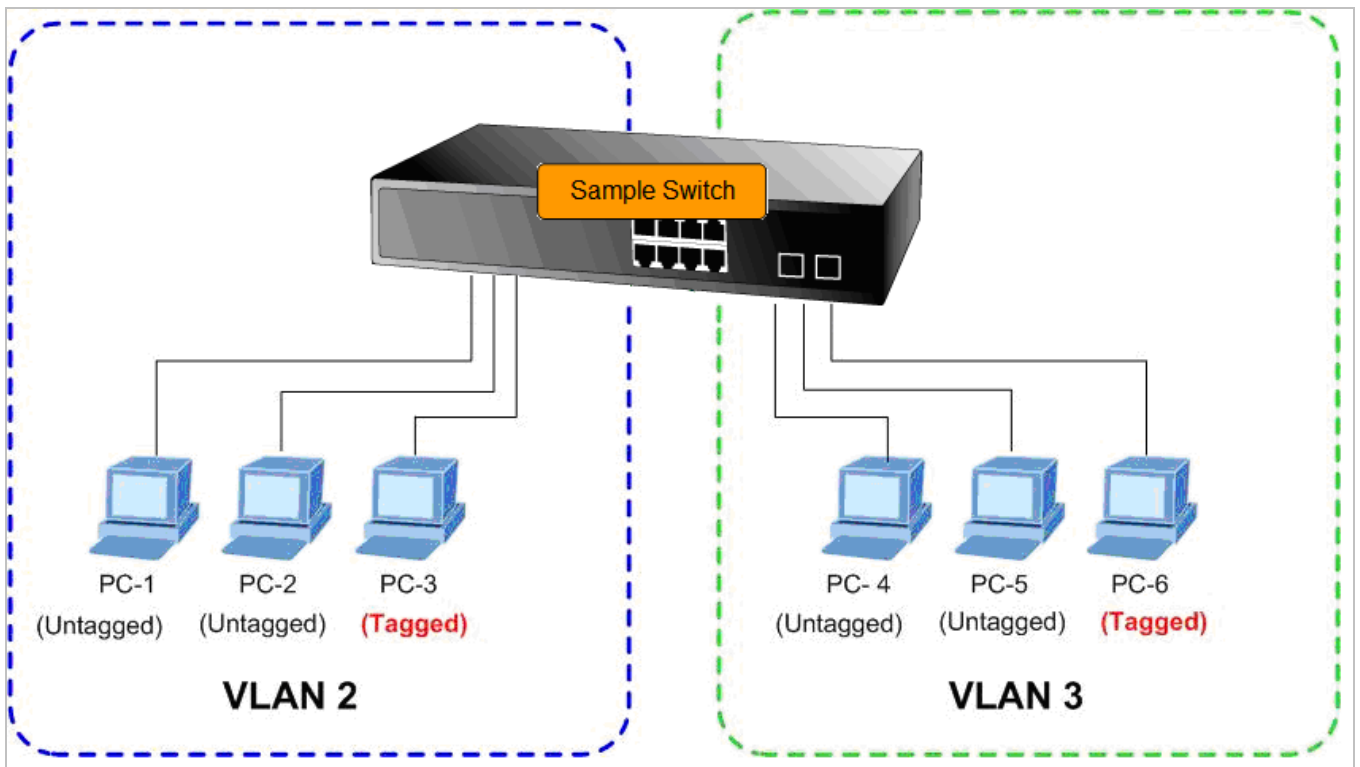 Sample Switch
PC-1
PC-2
PC-3
PC- 4
PC-5
PC-6
(Untagged)
(Untagged)
(Tagged)
(Untagged)
(Untagged)
(Tagged)
VLAN 2
VLAN 3